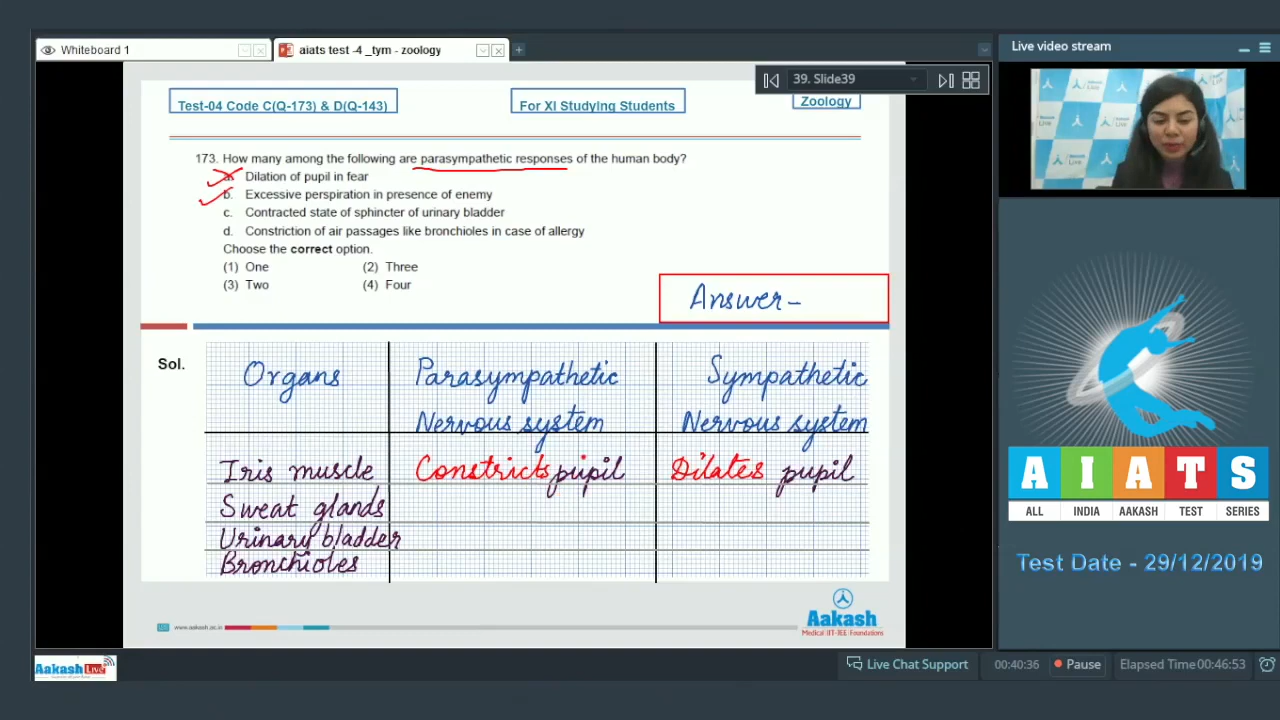 Whiteboard 1
aiats test -4 _tym - zoology
Live video stream
39. Slide39
Test-04 Code C(Q-173) & D(Q-143)
For XI Studying Students
Zoology
173. How many among the following are parasympathetic responses of the human body?
a. Dilation of pupil in fear
b. Excessive perspiration in presence of enemy
c. Contracted state of sphincter of urinary bladder
d. Constriction of air passages like bronchioles in case of allergy
Choose the correct option.
(1) One (2) Three
(3) Two (4) Four
Answer -
Sol.
Organs
Parasympathetic
Nervous system
Sympathetic
Nervous system
Iris muscle Constricts pupil Dilates pupil
Sweat glands
Urinary bladder
Bronchioles
AIATS
ALL INDIA AAKASH TEST SERIES
Test Date - 29/12/2019
www.aakash.ac.in
Aakash
Medical|IIT-JEE|Foundations
Aakash Live
Live Chat Support
00:40:36
Pause
Elapsed Time 00:46:53